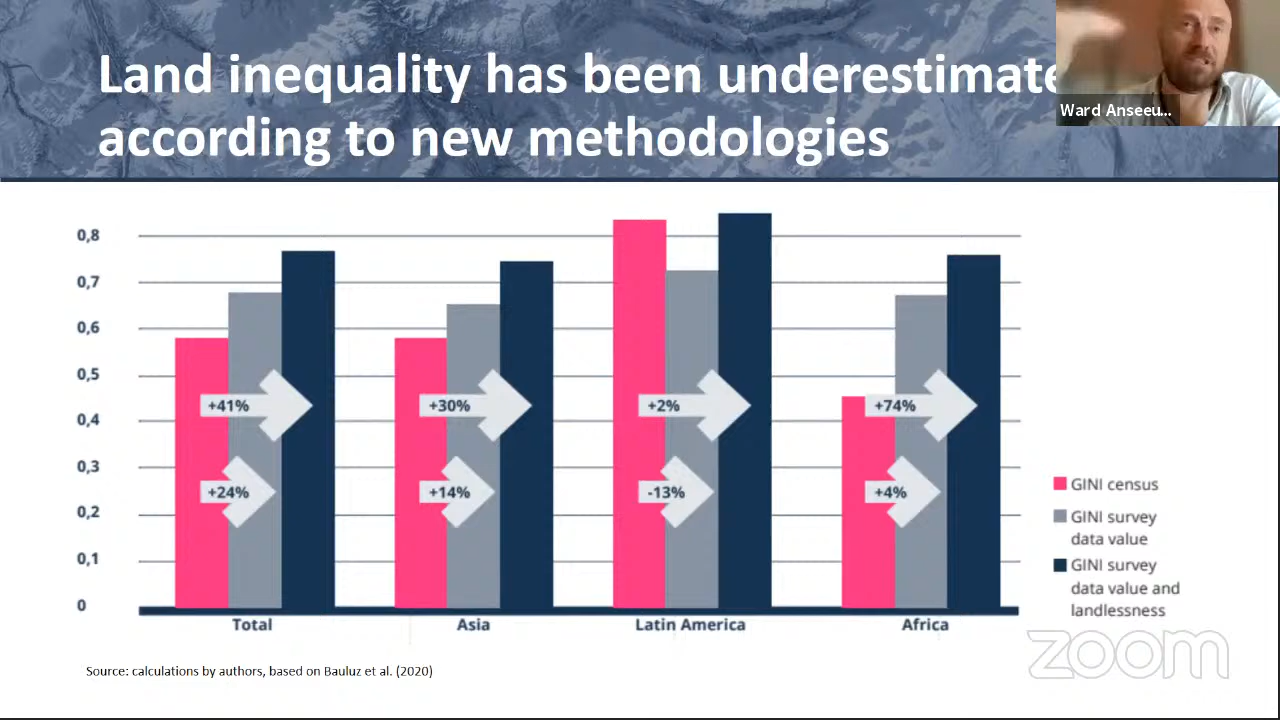 Land inequality has been underestimate
according to new methodologies
Ward Anseeu...
0,8
0,7
0,6
0,5
0,4
0,3
0,2
0,1
0
+41%
+30%
+2%
+74%
+24%
+14%
-13%
+4%
GINI census
GINI survey
data value
GINI survey
data value and
landlessness
Total
Asia
Latin America
Africa
Source: calculations by authors, based on Bauluz et al. (2020)
zoom